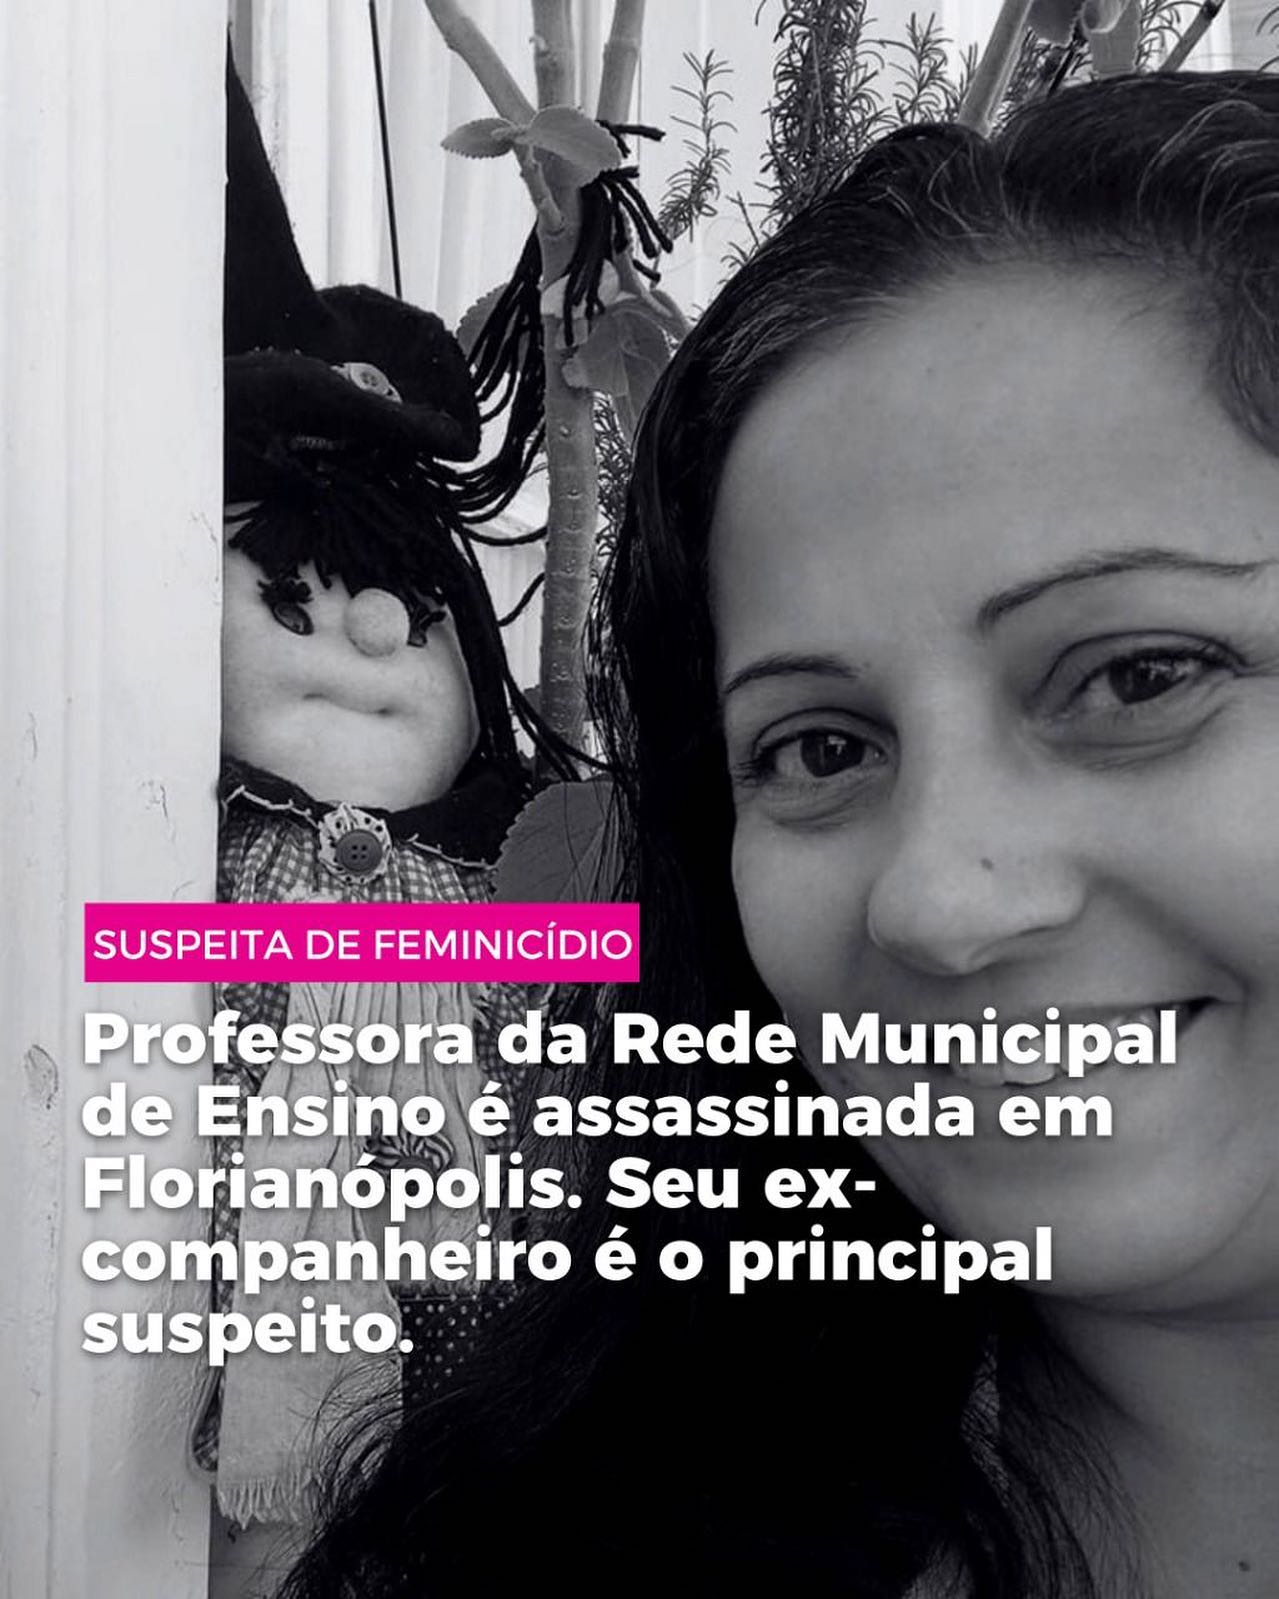 SUSPEITA DE FEMINICÍDIO
Professora da Rede Municipal
de Ensino é assassinada em
Florianópolis. Seu ex-
companheiro é o principal
suspeito.